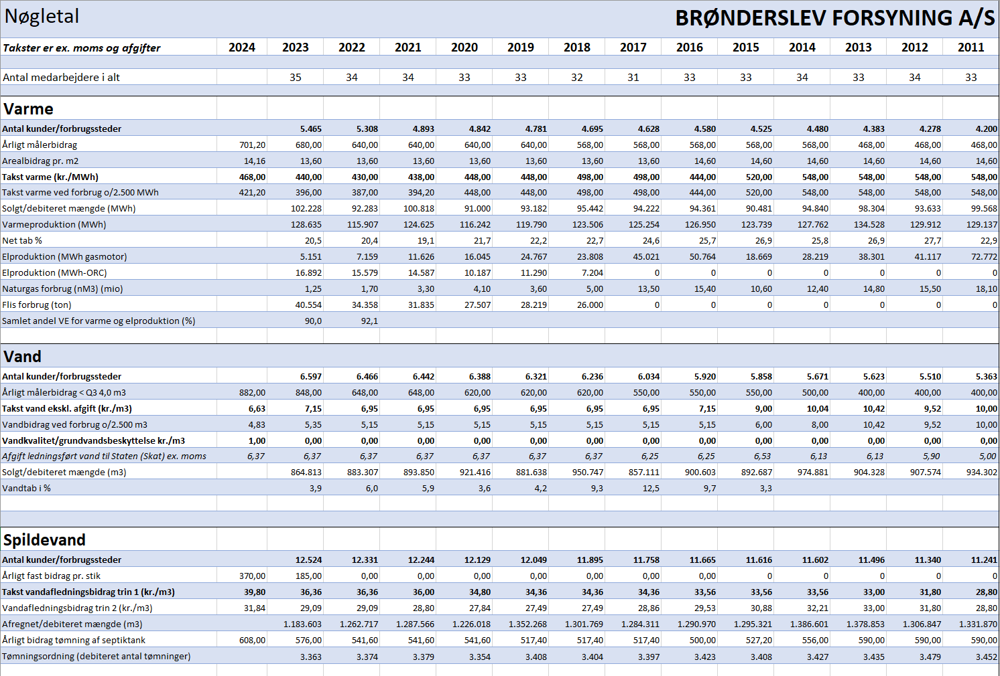 Nøgletal BRØNDERSLEV FORSYNING A/S
Takster er ex. moms og afgifter 2024 2023 2022 2021 2020 2019 2018 2017 2016 2015 2014 2013 2012 2011
Antal medarbejdere i alt 35 34 34 33 33 32 31 33 33 34 33 34 33
Varme
Antal kunder/forbrugssteder 5.465 5.308 4.893 4.842 4.781 4.695 4.628 4.580 4.525 4.480 4.383 4.278 4.200
Årligt målerbidrag 701,20 680,00 640,00 640,00 640,00 640,00 568,00 568,00 568,00 568,00 568,00 468,00 468,00 468,00
Arealbidrag pr. m2 14,16 13,60 13,60 13,60 13,60 13,60 13,60 13,60 14,60 14,60 14,60 14,60 14,60 14,60
Takst varme (kr./MWh) 468,00 440,00 430,00 438,00 448,00 448,00 498,00 498,00 444,00 520,00 548,00 548,00 548,00 548,00
Takst varme ved forbrug o/2.500 MWh 421,20 396,00 387,00 394,20 448,00 448,00 498,00 498,00 444,00 520,00 548,00 548,00 548,00 548,00
Solgt/debiteret mængde (MWh) 102.228 92.283 100.818 91.000 93.182 95.442 94.222 94.361 90.481 94.840 98.304 93.633 99.568
Varmeproduktion (MWh) 128.635 115.907 124.625 116.242 119.790 123.506 125.254 126.950 123.739 127.762 134.528 129.912 129.137
Net tab % 20,5 20,4 19,1 21,7 22,2 22,7 24,6 25,7 26,9 25,8 26,9 27,7 22,9
Elproduktion (MWh gasmotor) 5.151 7.159 11.626 16.045 24.767 23.808 45.021 50.764 18.669 28.219 38.301 41.117 72.772
Elproduktion (MWh-ORC) 16.892 15.579 14.587 10.187 11.290 7.204 0 0 0 0 0 0 0
Naturgas forbrug (nM3) (mio) 1,25 1,70 3,30 4,10 3,60 5,00 13,50 15,40 10,60 12,40 14,80 15,50 18,10
Flis forbrug (ton) 40.554 34.358 31.835 27.507 28.219 26.000 0 0 0 0 0 0 0
Samlet andel VE for varme og elproduktion (%) 90,0 92,1
Vand
Antal kunder/forbrugssteder 6.597 6.466 6.442 6.388 6.321 6.236 6.034 5.920 5.858 5.671 5.623 5.510 5.363
Årligt målerbidrag < Q3 4,0 m3 882,00 848,00 648,00 648,00 620,00 620,00 620,00 550,00 550,00 550,00 500,00 400,00 400,00 400,00
Takst vand ekskl. afgift (kr./m3) 6,63 7,15 6,95 6,95 6,95 6,95 6,95 6,95 7,15 9,00 10,04 10,42 9,52 10,00
Vandbidrag ved forbrug o/2.500 m3 4,83 5,35 5,15 5,15 5,15 5,15 5,15 5,15 5,15 6,00 8,00 10,42 9,52 10,00
Vandkvalitet/grundvandsbeskyttelse kr./m3 1,00 0,00 0,00 0,00 0,00 0,00 0,00 0,00 0,00 0,00 0,00 0,00 0,00 0,00
Afgift ledningsført vand til Staten (Skat) ex. moms 6,37 6,37 6,37 6,37 6,37 6,37 6,37 6,25 6,25 6,53 6,13 6,13 5,90 5,00
Solgt/debiteret mængde (m3) 864.813 883.307 893.850 921.416 881.638 950.747 857.111 900.603 892.687 974.881 904.328 907.574 934.302
Vandtab i % 3,9 6,0 5,9 3,6 4,2 9,3 12,5 9,7 3,3
Spildevand
Antal kunder/forbrugssteder 12.524 12.331 12.244 12.129 12.049 11.895 11.758 11.665 11.616 11.602 11.496 11.340 11.241
Årligt fast bidrag pr. stik 370,00 185,00 0,00 0,00 0,00 0,00 0,00 0,00 0,00 0 0 0 0 0
Takst vandafledningsbidrag trin 1 (kr./m3) 39,80 36,36 36,36 36,00 34,80 34,36 34,36 34,36 33,56 33,56 33,56 33,00 31,80 28,80
Vandafledningsbidrag trin 2 (kr./m3) 31,84 29,09 29,09 28,80 27,84 27,49 27,49 28,86 29,53 30,88 32,21 33,00 31,80 28,80
Afregnet/debiteret mængde (m3) 1.183.603 1.262.717 1.287.566 1.226.018 1.352.268 1.301.769 1.284.311 1.290.970 1.295.321 1.386.601 1.378.853 1.306.847 1.331.870
Årligt bidrag tømning af septiktank 608,00 576,00 541,60 541,60 541,60 517,40 517,40 517,40 500,00 527,20 556,00 590,00 590,00 590,00
Tømningsordning (debiteret antal tømninger) 3.363 3.374 3.379 3.354 3.408 3.404 3.397 3.423 3.408 3.427 3.435 3.479 3.452